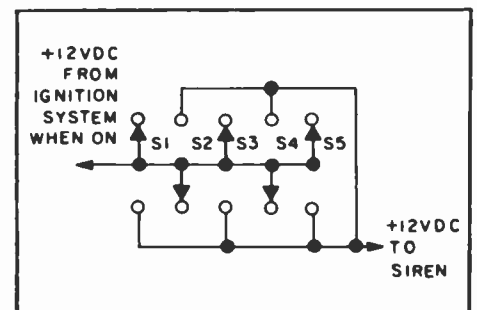 +12VDC
FROM
IGNITION
SYSTEM
WHEN ON
S1 S2 S3 S4 S5
+12VDC
TO
SIREN